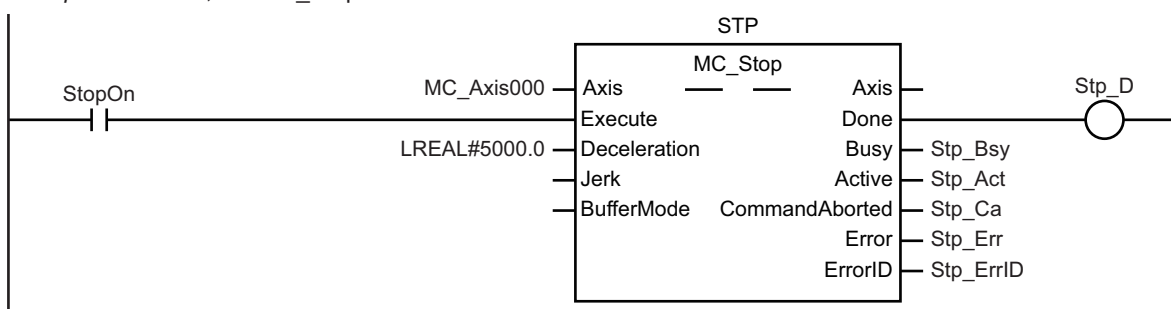 STP
MC_Stop
StopOn
MC_Axis000 Axis Axis Stp_D
Execute Done
LREAL#5000.0 Deceleration Busy Stp_Bsy
Jerk Active Stp_Act
BufferMode CommandAborted Stp_Ca
Error Stp_Err
ErrorID Stp_ErrID